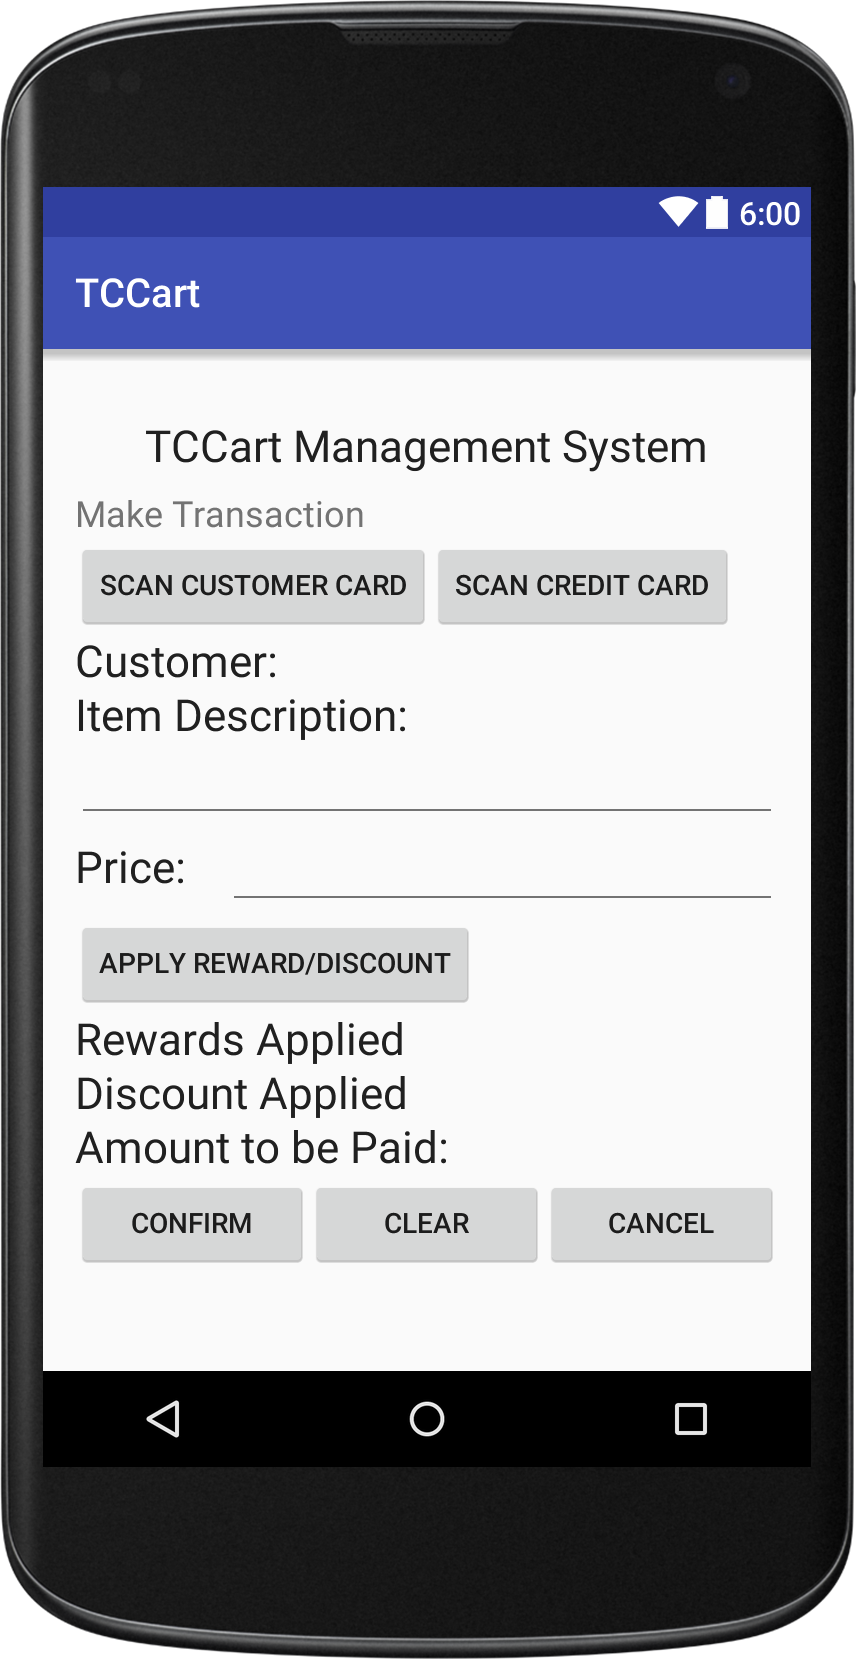 6:00
TCCart
TCCart Management System
Make Transaction
SCAN CUSTOMER CARD SCAN CREDIT CARD
Customer:
Item Description:
Price:
APPLY REWARD/DISCOUNT
Rewards Applied
Discount Applied
Amount to be Paid:
CONFIRM CLEAR CANCEL